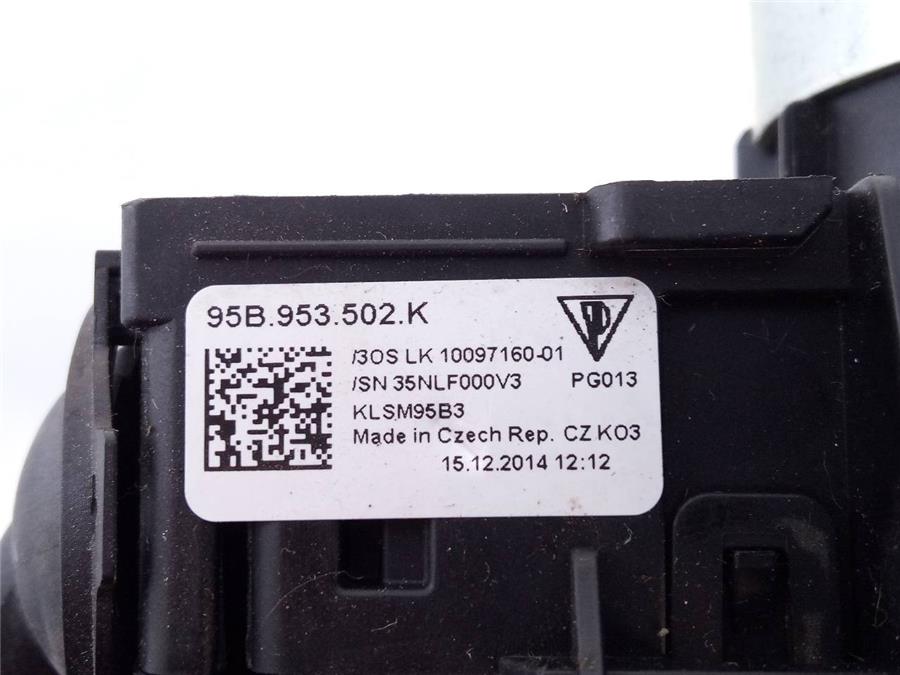 95B.953.502.K
/3OS LK 10097160-01
/SN 35NLF000V3 PG013
KLSM95B3
Made in Czech Rep. CZ K03
15.12.2014 12:12